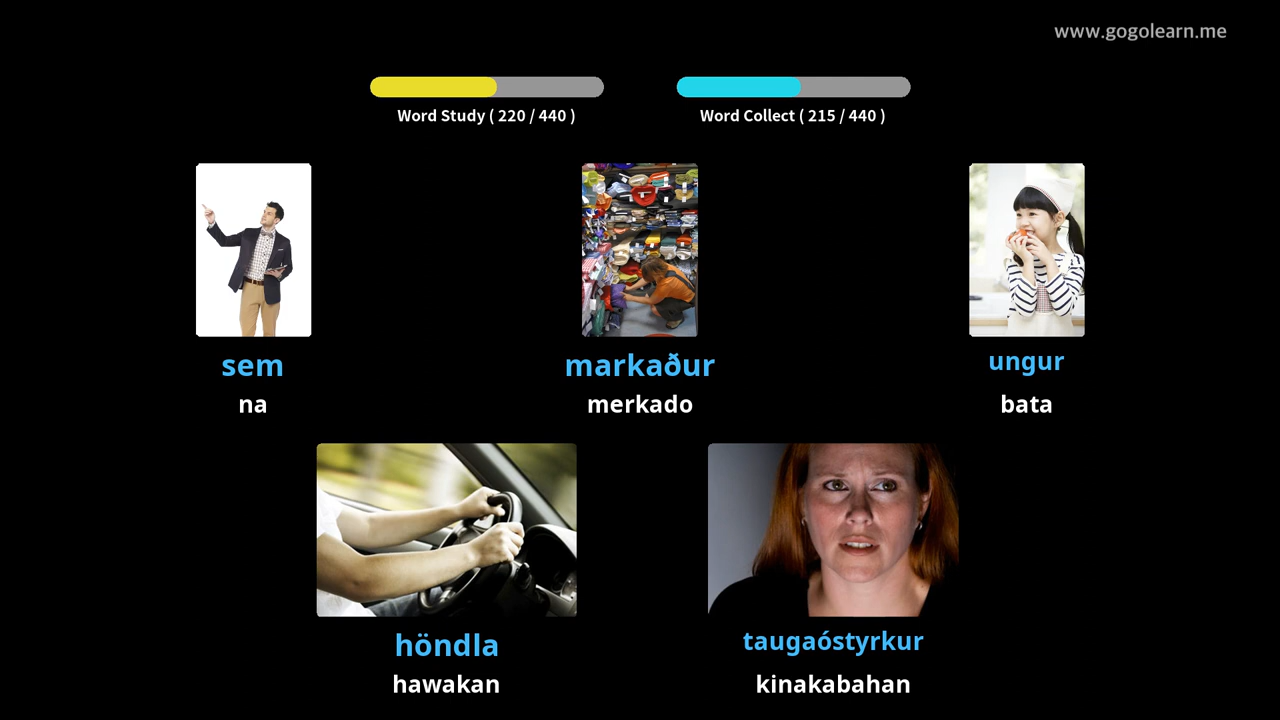 www.gogolearn.me
Word Study ( 220 / 440 )
Word Collect ( 215 / 440 )
sem
na
markaður
merkado
ungur
bata
höndla
hawakan
taugaóstyrkur
kinakabahan